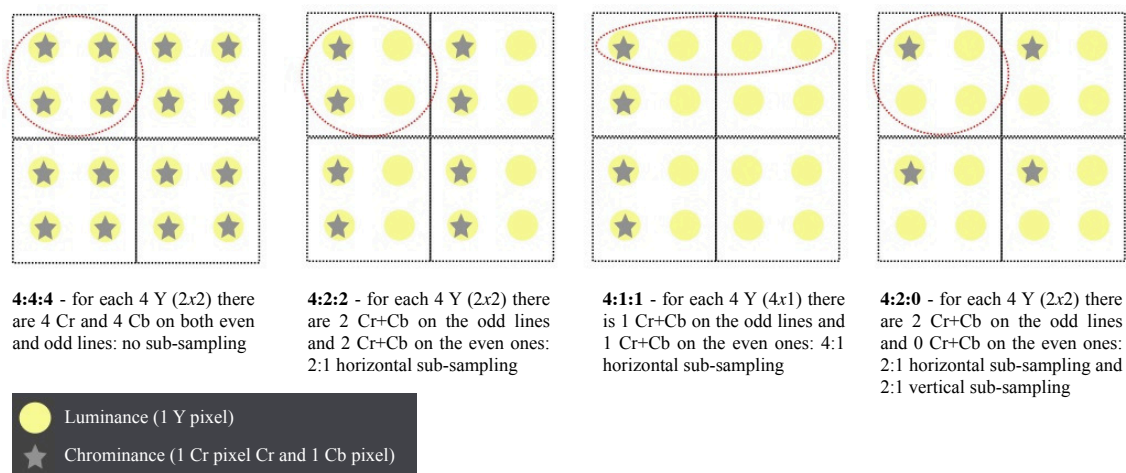 4:4:4 - for each 4 Y (2x2) there
are 4 Cr and 4 Cb on both even
and odd lines: no sub-sampling
4:2:2 - for each 4 Y (2x2) there
are 2 Cr+Cb on the odd lines
and 2 Cr+Cb on the even ones:
2:1 horizontal sub-sampling
4:1:1 - for each 4 Y (4x1) there
is 1 Cr+Cb on the odd lines and
1 Cr+Cb on the even ones: 4:1
horizontal sub-sampling
4:2:0 - for each 4 Y (2x2) there
are 2 Cr+Cb on the odd lines
and 0 Cr+Cb on the even ones:
2:1 horizontal sub-sampling and
2:1 vertical sub-sampling
Luminance (1 Y pixel)
Chrominance (1 Cr pixel Cr and 1 Cb pixel)